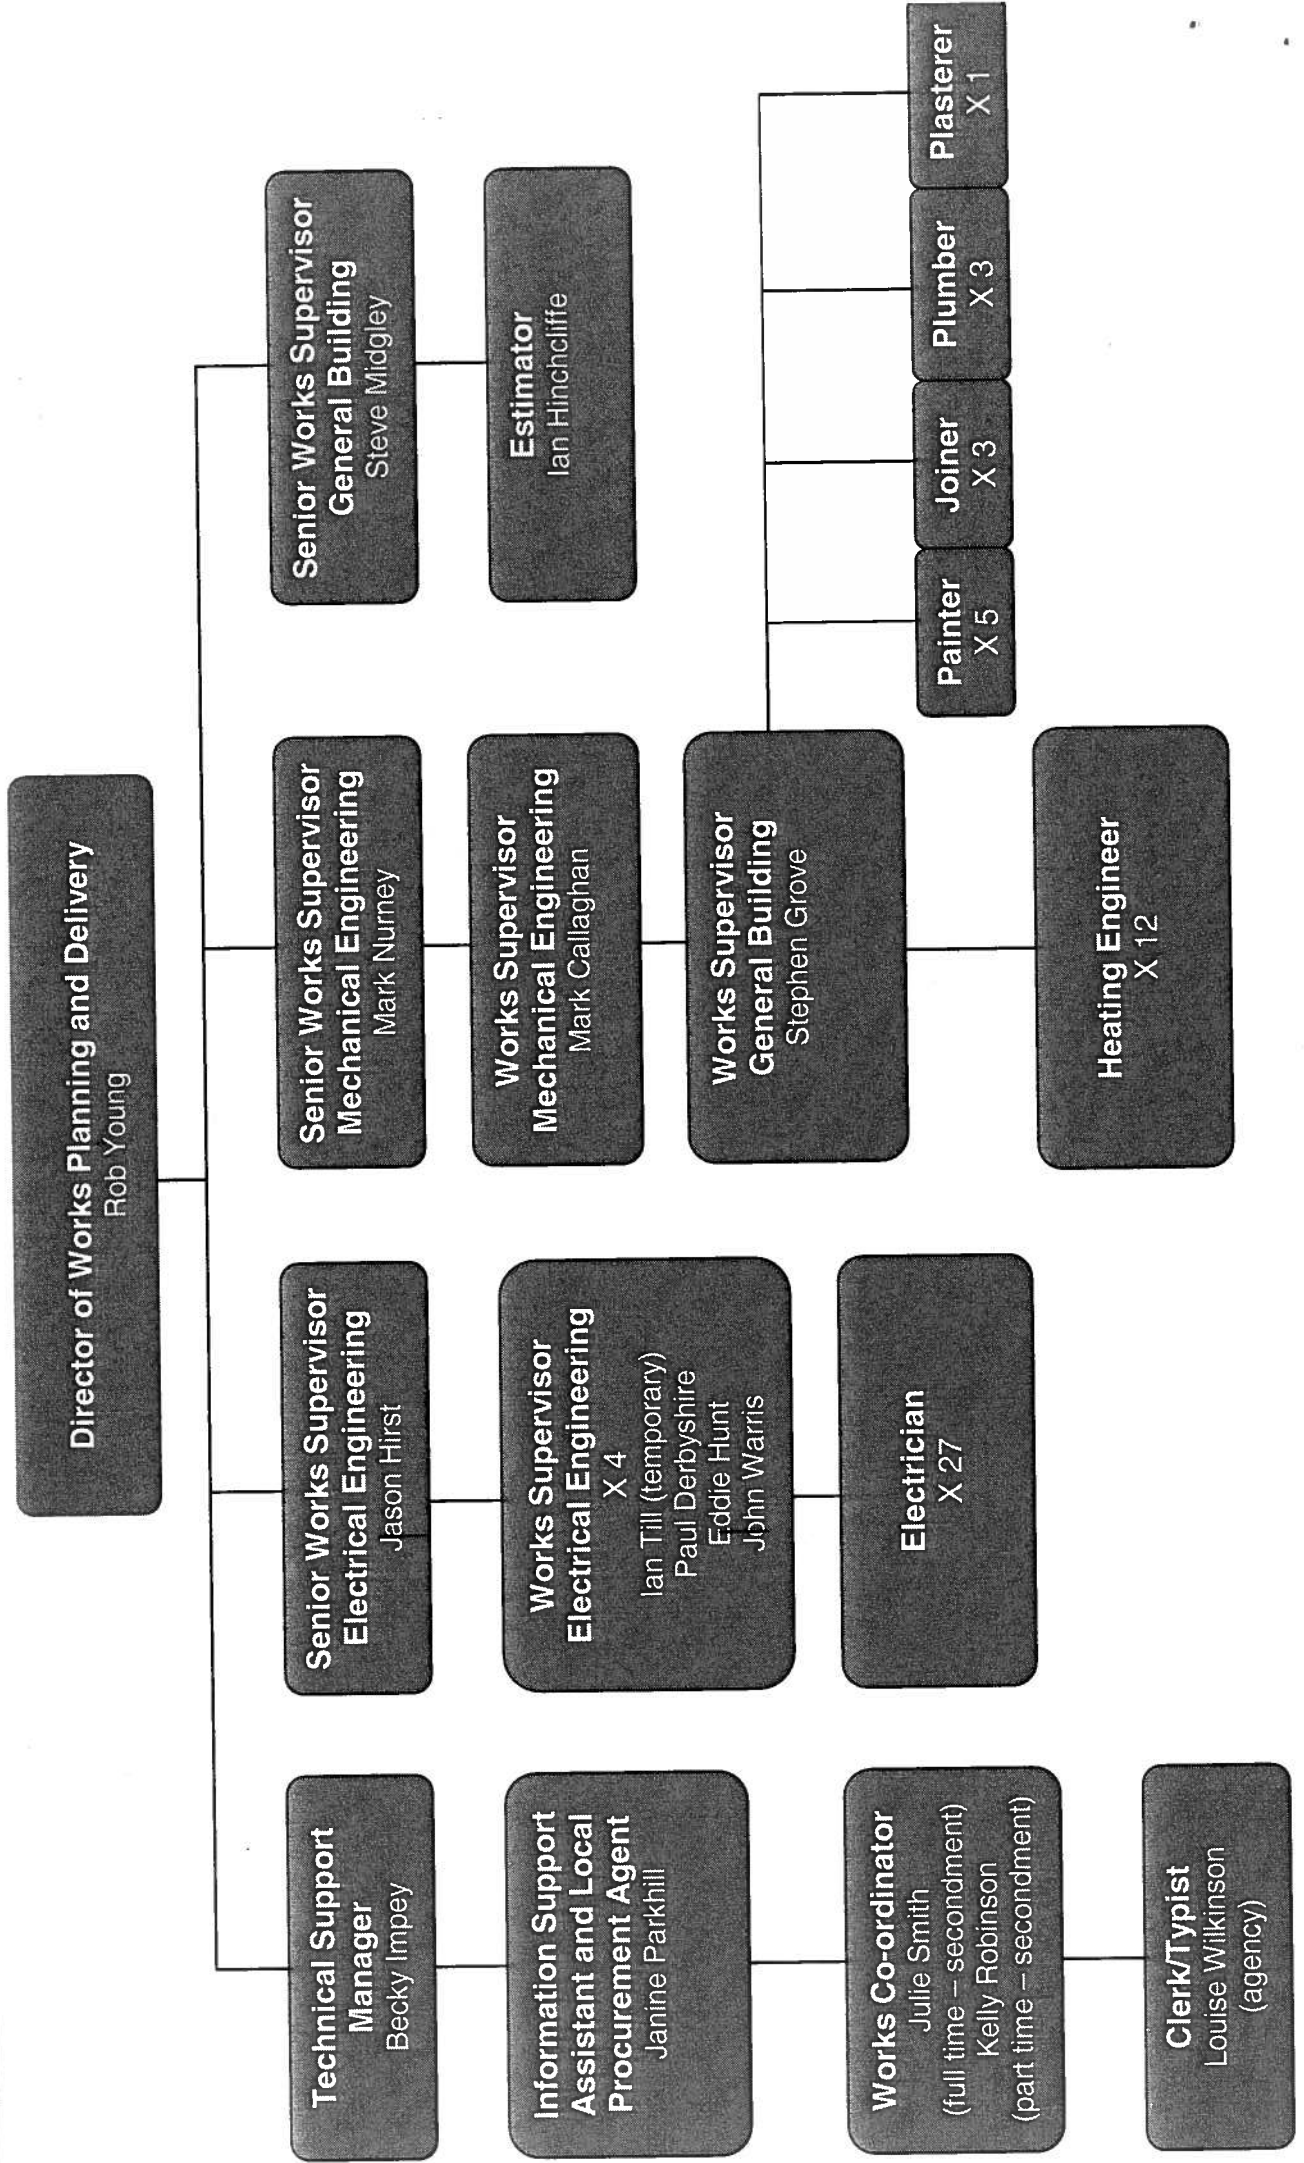 Director of Works Planning and Delivery
Rob Young
Technical Support
Manager
Becky Impey
Information Support
Assistant and Local
Procurement Agent
Janine Parkhill
Works Co-ordinator
Julie Smith
(full time – secondment)
Kelly Robinson
(part time – secondment)
Clerk/Typist
Louise Wilkinson
(agency)
Senior Works Supervisor
Electrical Engineering
Jason Hirst
Works Supervisor
Electrical Engineering
X 4
Ian Till (temporary)
Paul Derbyshire
Eddie Hunt
John Warris
Electrician
X 27
Senior Works Supervisor
Mechanical Engineering
Mark Nurney
Works Supervisor
Mechanical Engineering
Mark Callaghan
Works Supervisor
General Building
Stephen Grove
Heating Engineer
X 12
Senior Works Supervisor
General Building
Steve Midgley
Estimator
Ian Hinchcliffe
Painter
X 5
Joiner
X 3
Plumber
X 3
Plasterer
X 1